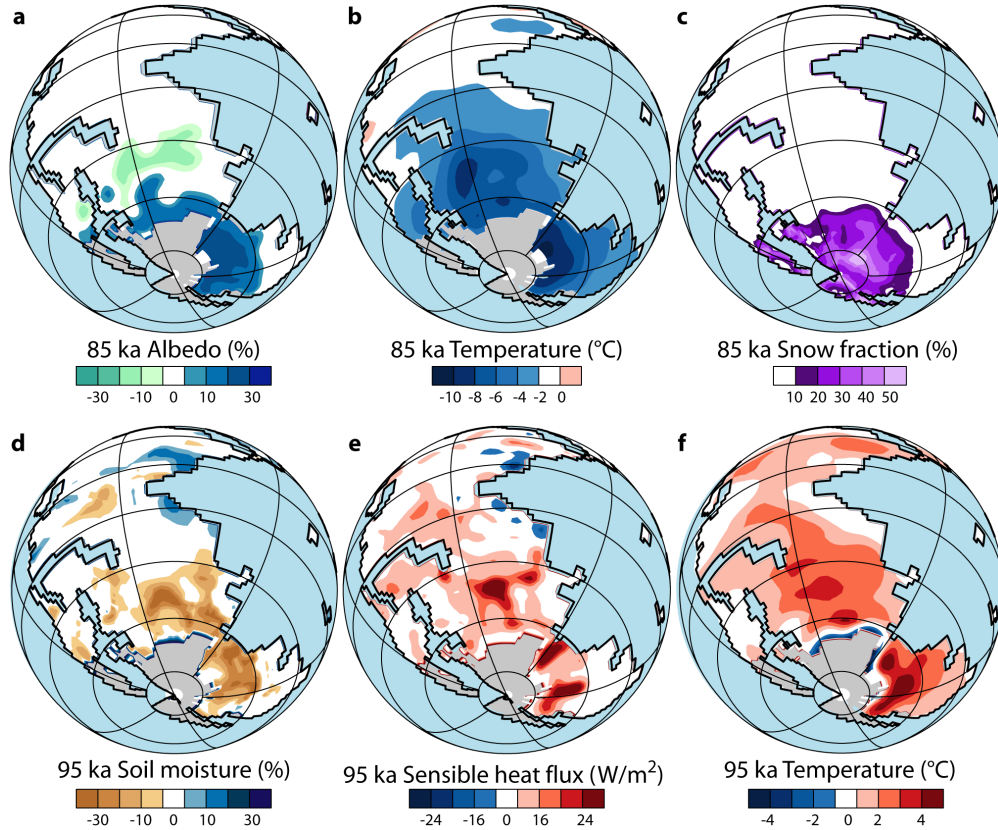 a b c
85 ka Albedo (%) 85 ka Temperature (°C) 85 ka Snow fraction (%)
-30 -10 0 10 30 -10 -8 -6 -4 -2 0 10 20 30 40 50
d e f
95 ka Soil moisture (%) 95 ka Sensible heat flux (W/m²) 95 ka Temperature (°C)
-30 -10 0 10 30 -24 -16 0 16 24 -4 -2 0 2 4